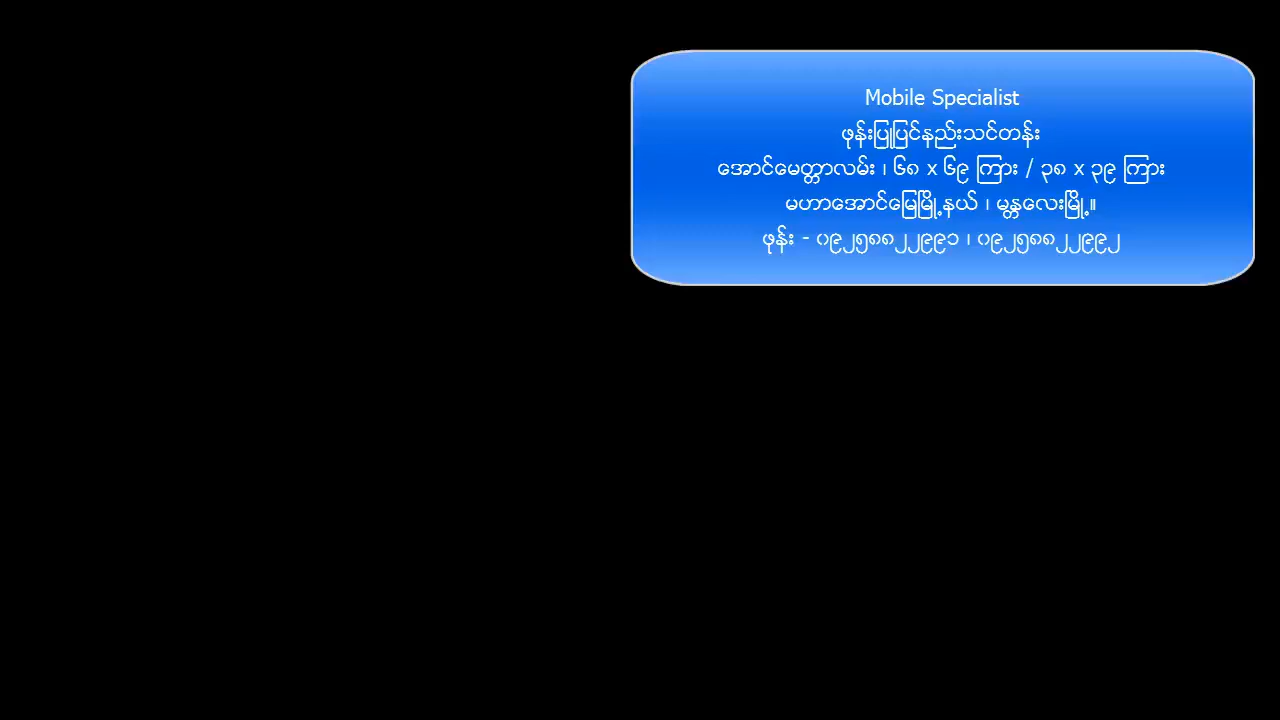 Mobile Specialist
ဖုန်းပြုပြင်နည်းသင်တန်း
အောင်မေတ္တာလမ်း ၊ ၆၈ x ၆၉ ကြား / ၃၈ x ၃၉ ကြား
မဟာအောင်မြေမြို့နယ် ၊ မန္တလေးမြို့။
ဖုန်း - ၀၉၂၅၈၈၂၂၉၉၁ ၊ ၀၉၂၅၈၈၂၂၉၉၂